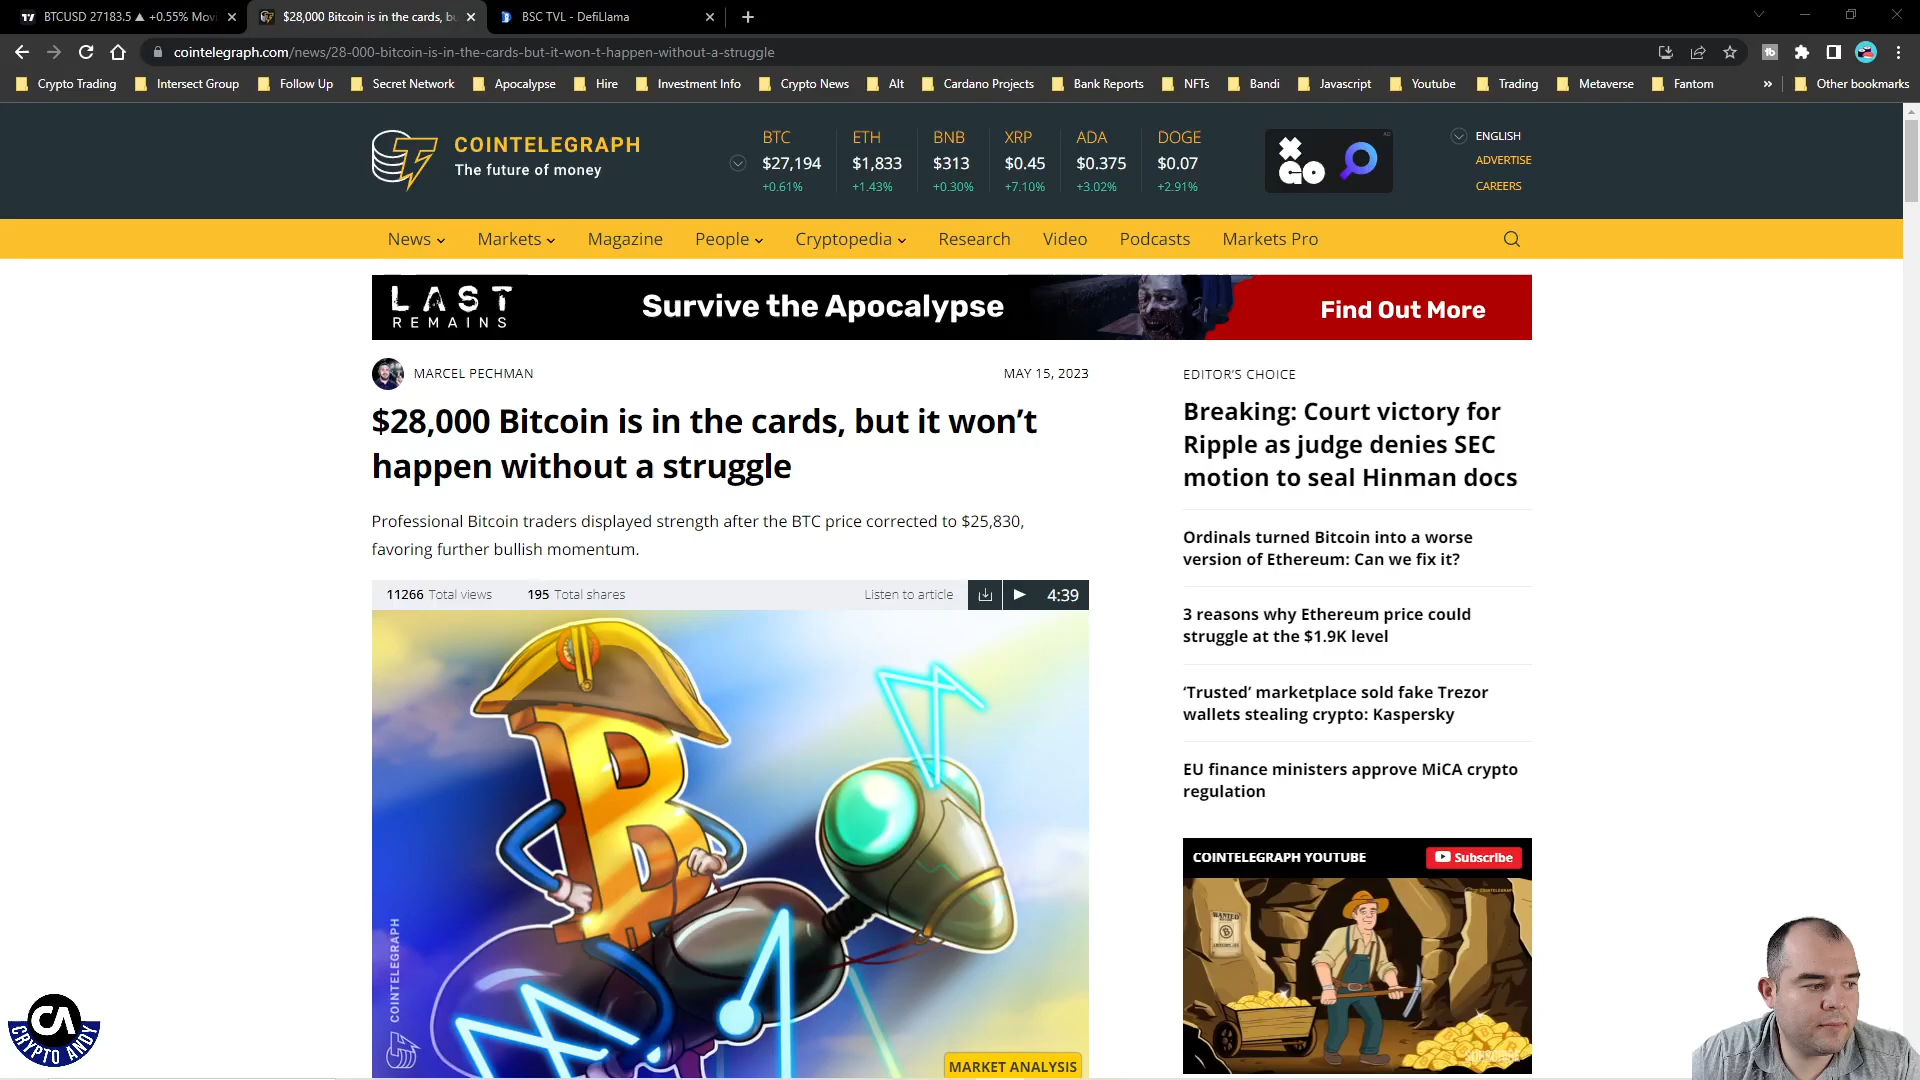 BTCUSD 27183.5 ▲ +0.55% Movi
$28,000 Bitcoin is in the cards, bu
BSC TVL - DefiLlama
cointelegraph.com/news/28-000-bitcoin-is-in-the-cards-but-it-won-t-happen-without-a-struggle
Crypto Trading
Intersect Group
Follow Up
Secret Network
Apocalypse
Hire
Investment Info
Crypto News
Alt
Cardano Projects
Bank Reports
NFTs
Bandi
Javascript
Youtube
Trading
Metaverse
Fantom
»
Other bookmarks
COINTELEGRAPH
The future of money
BTC
$27,194
+0.61%
ETH
$1,833
+1.43%
BNB
$313
+0.30%
XRP
$0.45
+7.10%
ADA
$0.375
+3.02%
DOGE
$0.07
+2.91%
XGO
ENGLISH
ADVERTISE
CAREERS
News
Markets
Magazine
People
Cryptopedia
Research
Video
Podcasts
Markets Pro
LAST
REMAINS
Survive the Apocalypse
Find Out More
MARCEL PECHMAN
MAY 15, 2023
$28,000 Bitcoin is in the cards, but it won’t
happen without a struggle
Professional Bitcoin traders displayed strength after the BTC price corrected to $25,830,
favoring further bullish momentum.
11266 Total views
195 Total shares
Listen to article
4:39
COINTELEGRAPH
MARKET ANALYSIS
EDITOR’S CHOICE
Breaking: Court victory for
Ripple as judge denies SEC
motion to seal Hinman docs
Ordinals turned Bitcoin into a worse
version of Ethereum: Can we fix it?
3 reasons why Ethereum price could
struggle at the $1.9K level
‘Trusted’ marketplace sold fake Trezor
wallets stealing crypto: Kaspersky
EU finance ministers approve MiCA crypto
regulation
COINTELEGRAPH YOUTUBE
Subscribe
WANTED
CA
CRYPTO ANDY